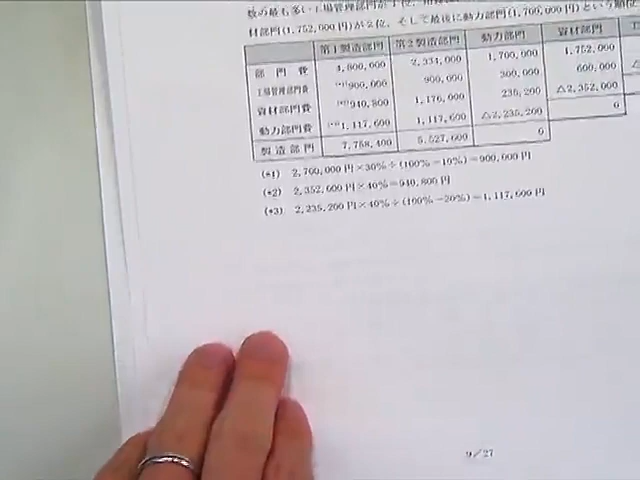 数の最も多い工場管理部門が1位、
材部門(1,752,000円)が2位、そして最後に動力部門(1,700,000円)という順位
第1製造部門 第2製造部門 動力部門 資材部門
部門費 4,800,000 2,334,000 1,700,000 1,752,000
工場管理部門費 (*1)900,000 900,000 300,000 600,000 △
資材部門費 (*2)940,800 1,176,000 235,200 △2,352,000
動力部門費 (*3)1,117,600 1,117,600 △2,235,200 0
製造部門 7,758,400 5,527,600 0
(*1) 2,700,000円×30%÷(100%-10%)=900,000円
(*2) 2,352,000円×40%=940,800円
(*3) 2,235,200円×40%÷(100%-20%)=1,117,600円
9/27